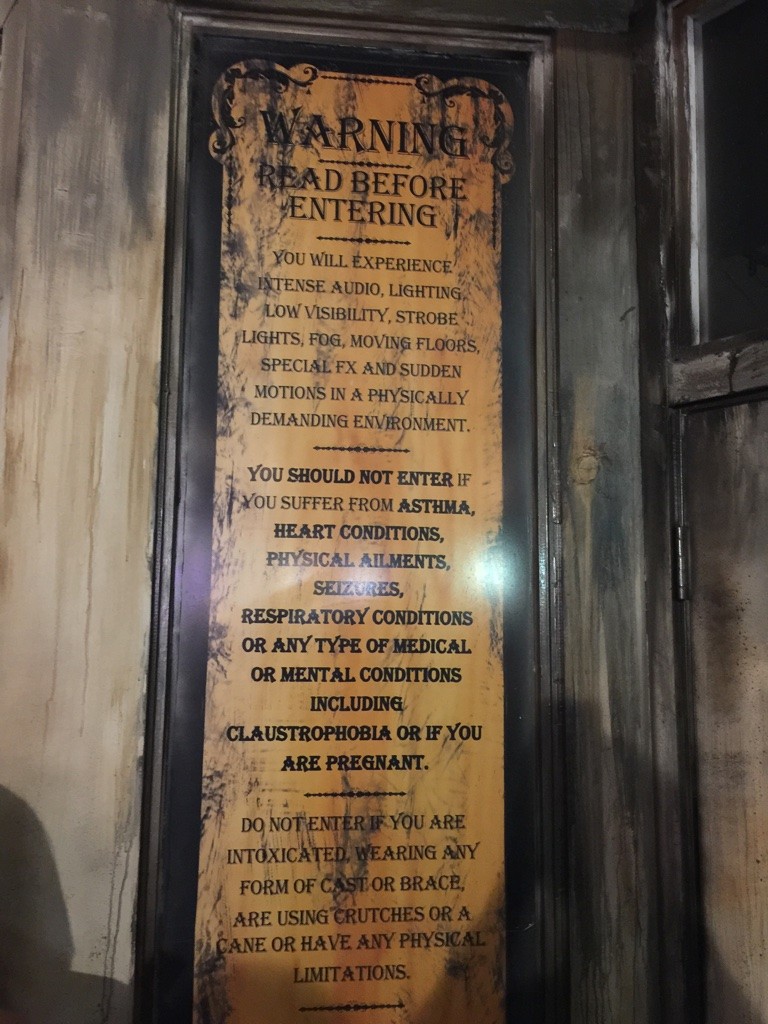 WARNING
READ BEFORE
ENTERING
YOU WILL EXPERIENCE
INTENSE AUDIO, LIGHTING,
LOW VISIBILITY, STROBE
LIGHTS, FOG, MOVING FLOORS,
SPECIAL FX AND SUDDEN
MOTIONS IN A PHYSICALLY
DEMANDING ENVIRONMENT.
YOU SHOULD NOT ENTER IF
YOU SUFFER FROM ASTHMA,
HEART CONDITIONS,
PHYSICAL AILMENTS,
SEIZURES,
RESPIRATORY CONDITIONS
OR ANY TYPE OF MEDICAL
OR MENTAL CONDITIONS
INCLUDING
CLAUSTROPHOBIA OR IF YOU
ARE PREGNANT.
DO NOT ENTER IF YOU ARE
INTOXICATED, WEARING ANY
FORM OF CAST OR BRACE,
ARE USING CRUTCHES OR A
CANE OR HAVE ANY PHYSICAL
LIMITATIONS.